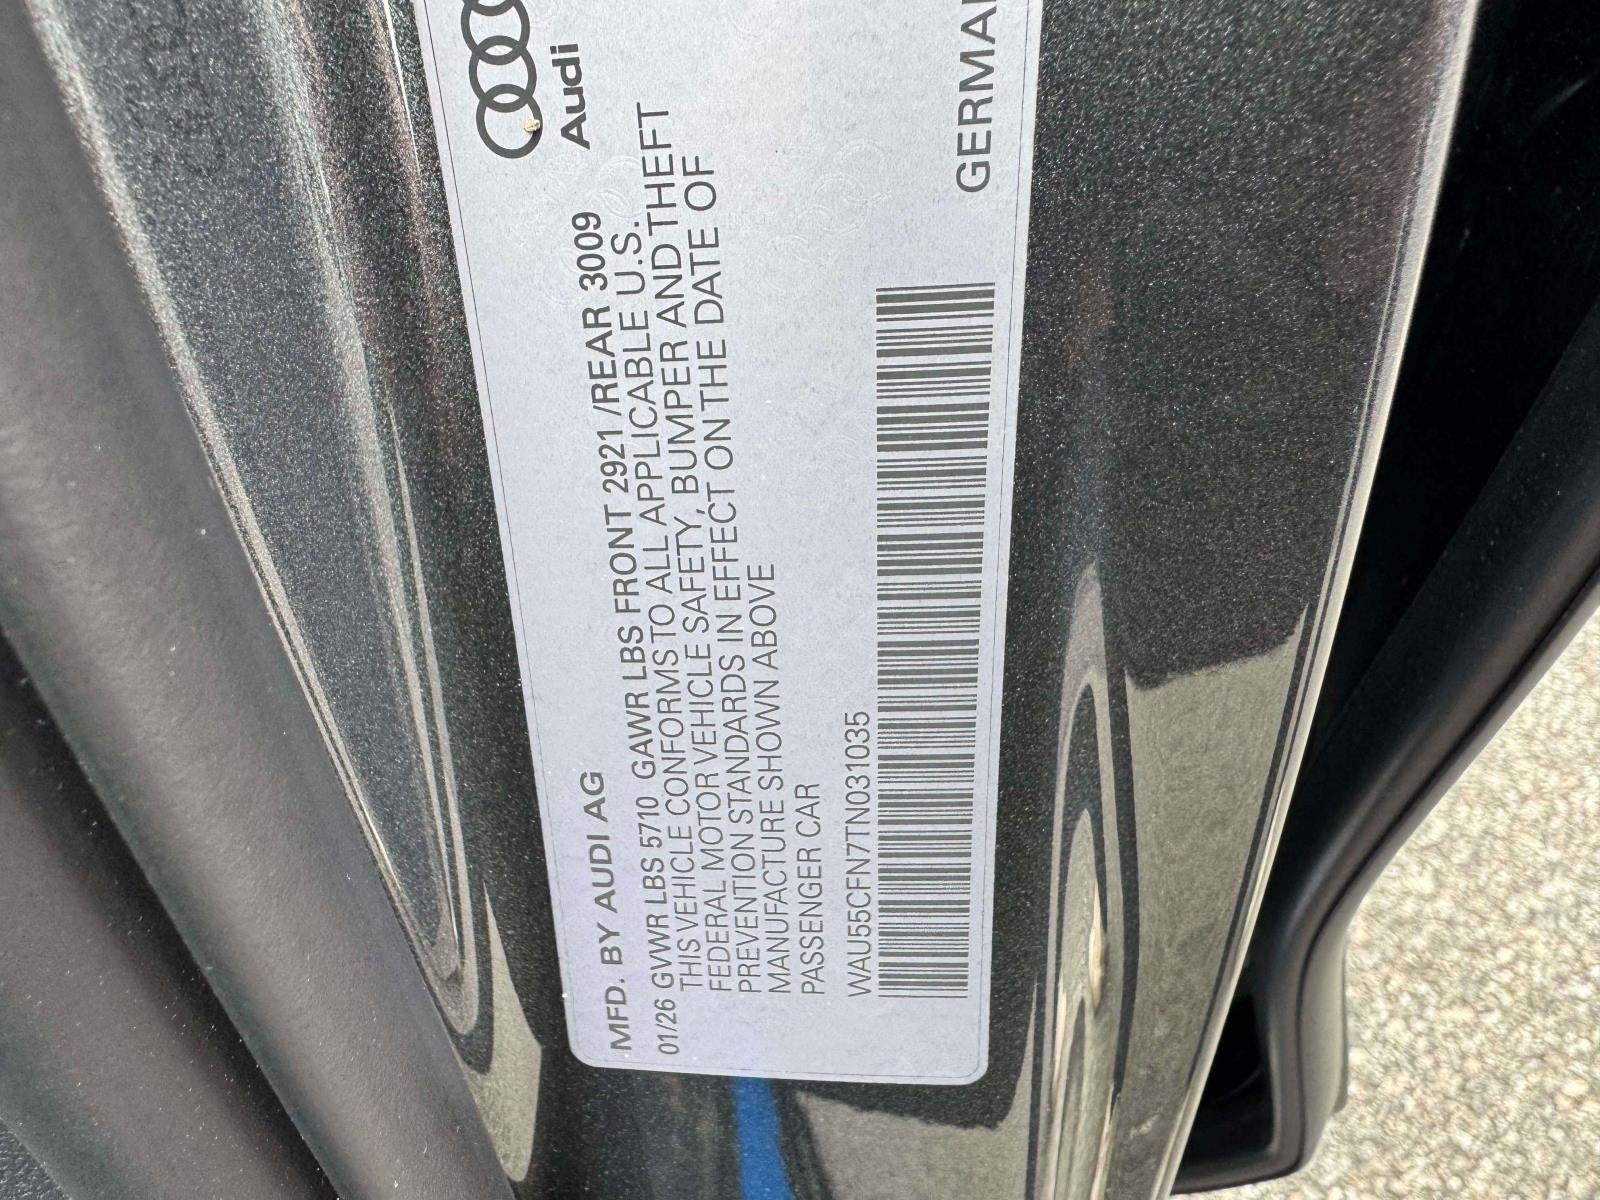 MFD. BY AUDI AG
Audi
01/26 GVWR LBS 5710 GAWR LBS FRONT 2921 /REAR 3009
THIS VEHICLE CONFORMS TO ALL APPLICABLE U.S.
FEDERAL MOTOR VEHICLE SAFETY, BUMPER AND THEFT
PREVENTION STANDARDS IN EFFECT ON THE DATE OF
MANUFACTURE SHOWN ABOVE
PASSENGER CAR
WAU55CFN7TN031035